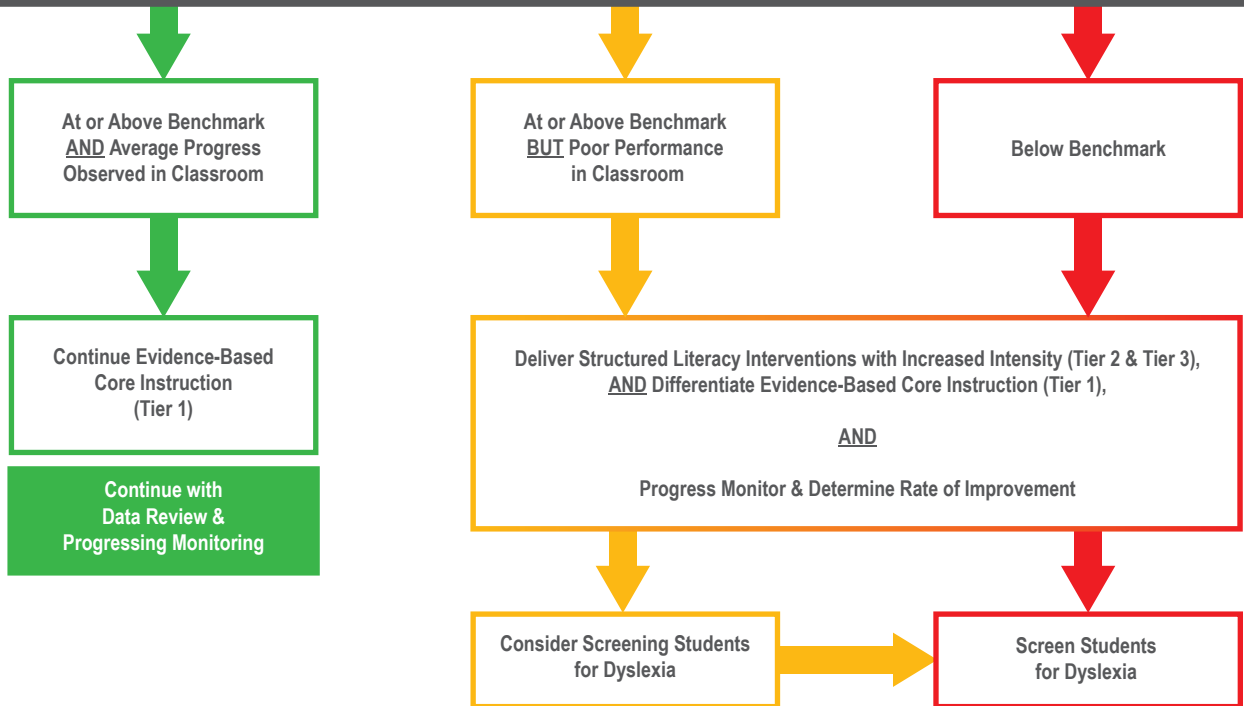 At or Above Benchmark
AND Average Progress
Observed in Classroom
At or Above Benchmark
BUT Poor Performance
in Classroom
Below Benchmark
Continue Evidence-Based
Core Instruction
(Tier 1)
Deliver Structured Literacy Interventions with Increased Intensity (Tier 2 & Tier 3),
AND Differentiate Evidence-Based Core Instruction (Tier 1),
AND
Progress Monitor & Determine Rate of Improvement
Continue with
Data Review &
Progressing Monitoring
Consider Screening Students
for Dyslexia
Screen Students
for Dyslexia